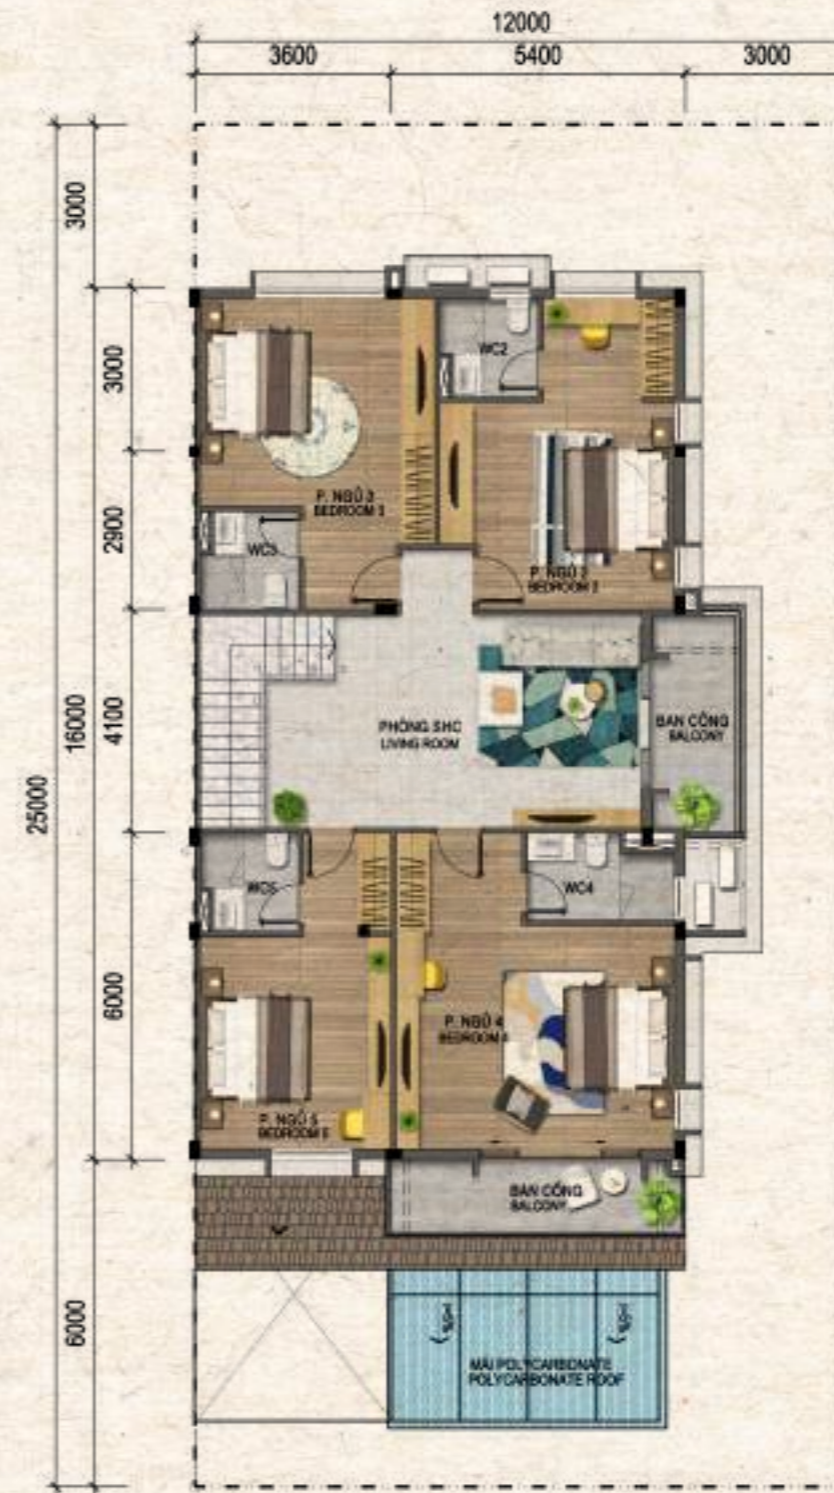 12000
3600
5400
3000
3000
3000
2900
25000
16000
4100
6000
6000
WC2
P. NGỦ 3
BEDROOM 3
WC3
P. NGỦ 2
BEDROOM 2
PHÒNG SHC
LIVING ROOM
BAN CÔNG
BALCONY
WC5
WC4
P. NGỦ 4
BEDROOM 4
P. NGỦ 5
BEDROOM 5
BAN CÔNG
BALCONY
MÁI POLYCARBONATE
POLYCARBONATE ROOF